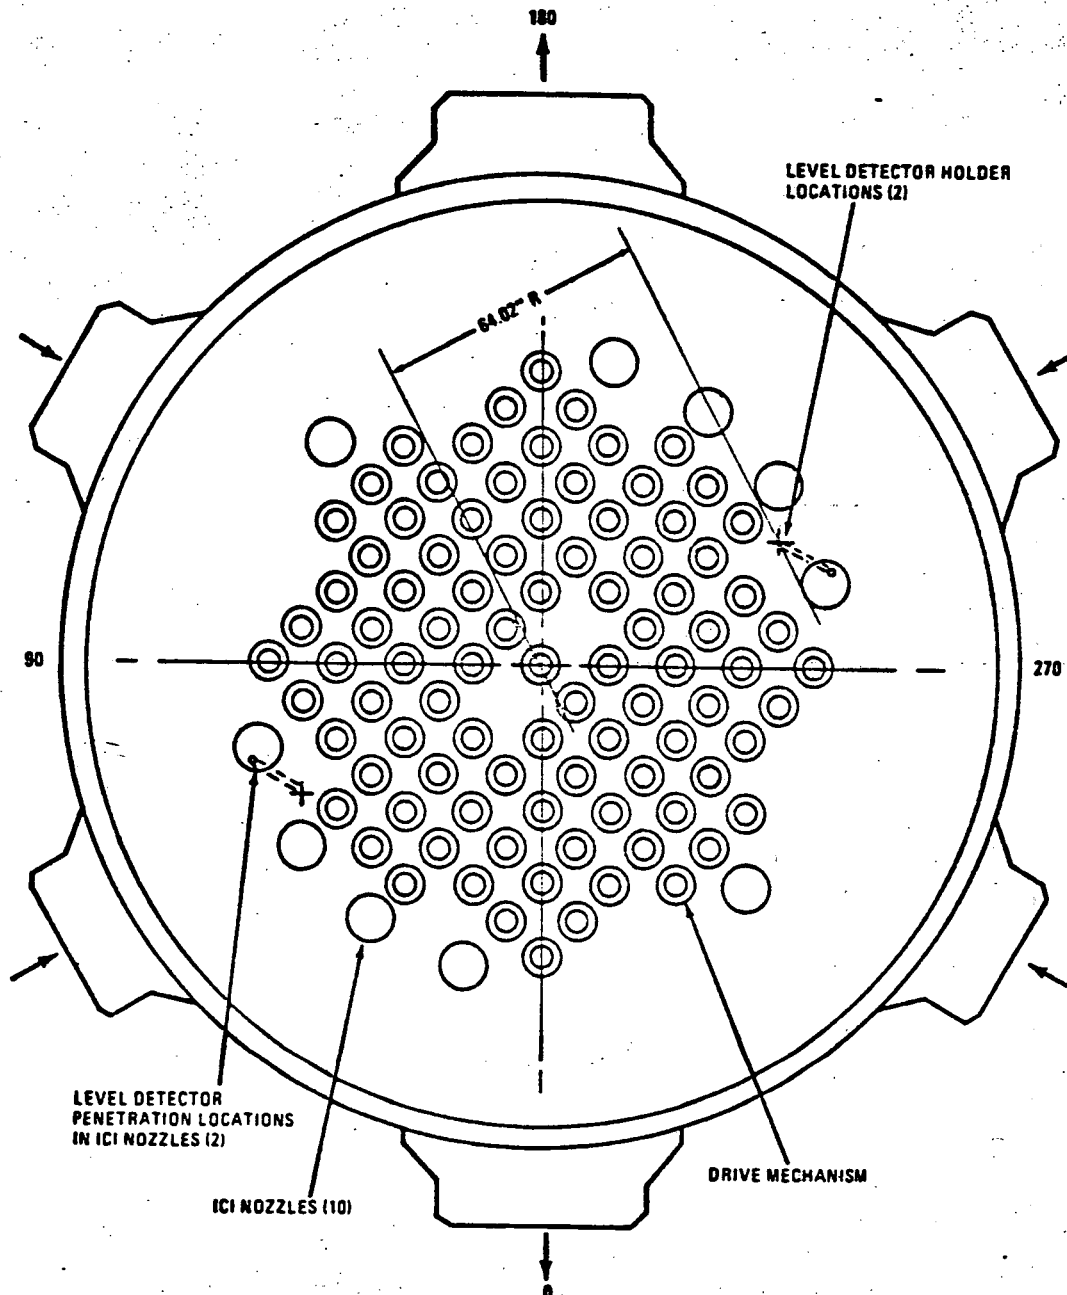 180
LEVEL DETECTOR HOLDER
LOCATIONS (2)
64.02" R
90
270
LEVEL DETECTOR
PENETRATION LOCATIONS
IN ICI NOZZLES (2)
DRIVE MECHANISM
ICI NOZZLES (10)
0